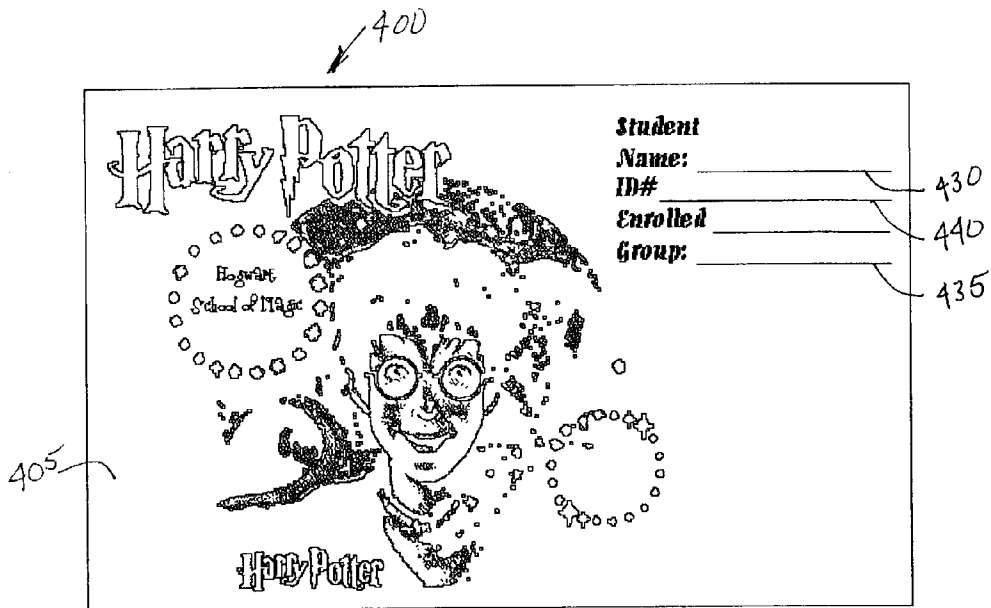 400
Harry Potter
Student
Name:
430
ID#
440
Enrolled
Group:
435
Hogwart
School of Magic
405
Harry Potter